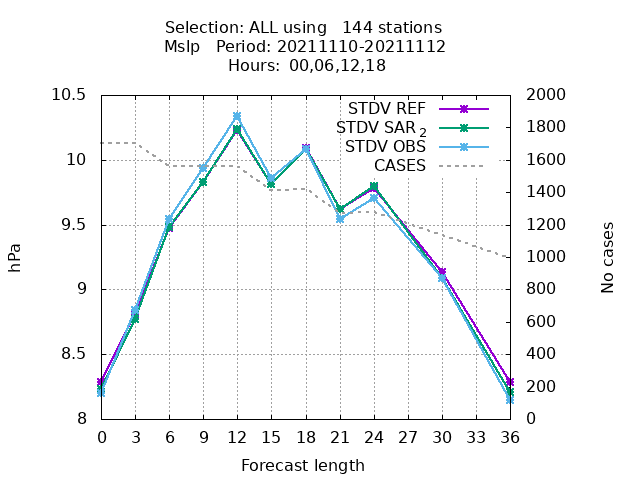 Selection: ALL using   144 stations
Mslp   Period: 20211110-20211112
Hours: 00,06,12,18
10.5
10
9.5
9
8.5
8
hPa
2000
1800
1600
1400
1200
1000
800
600
400
200
0
No cases
STDV REF
STDV SAR 2
STDV OBS
CASES
0 3 6 9 12 15 18 21 24 27 30 33 36
Forecast length